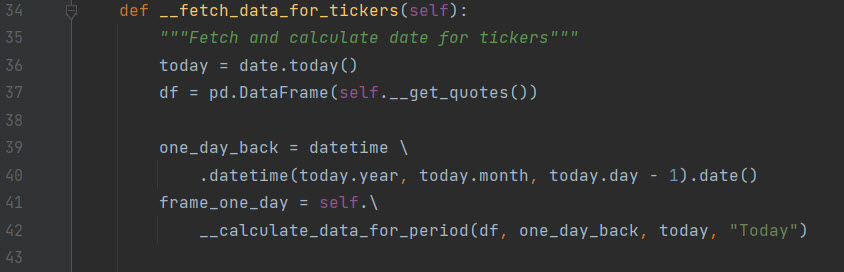 34 def __fetch_data_for_tickers(self):
35 """Fetch and calculate date for tickers"""
36 today = date.today()
37 df = pd.DataFrame(self.__get_quotes())
38
39 one_day_back = datetime \
40 .datetime(today.year, today.month, today.day - 1).date()
41 frame_one_day = self.\
42 __calculate_data_for_period(df, one_day_back, today, "Today")
43